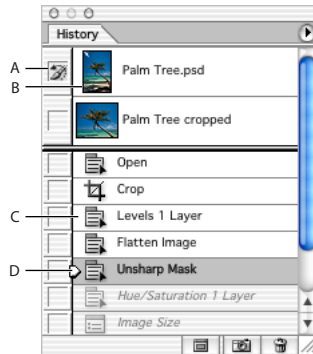 History
A
Palm Tree.psd
B
Palm Tree cropped
Open
Crop
C
Levels 1 Layer
Flatten Image
D
Unsharp Mask
Hue/Saturation 1 Layer
Image Size